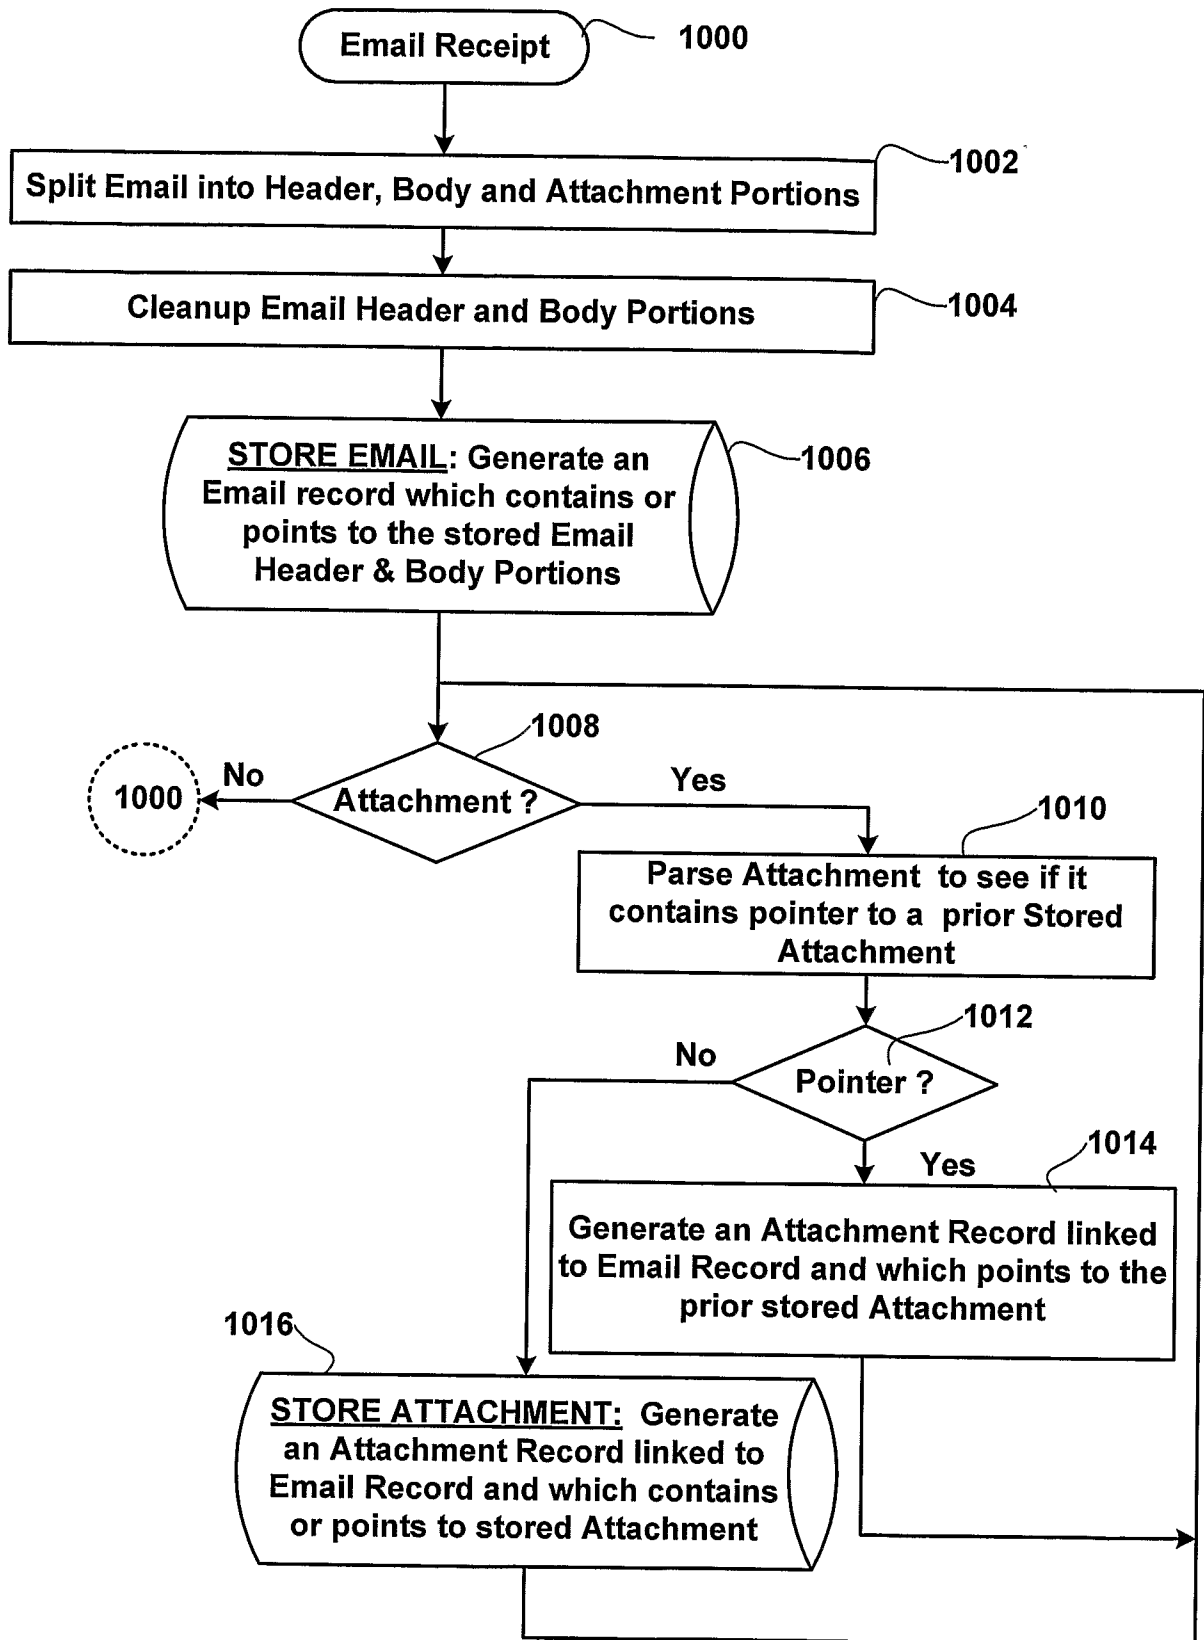 Email Receipt
1000
1002
Split Email into Header, Body and Attachment Portions
Cleanup Email Header and Body Portions
1004
STORE EMAIL: Generate an
Email record which contains or
points to the stored Email
Header & Body Portions
1006
1008
No
1000
Attachment ?
Yes
1010
Parse Attachment to see if it
contains pointer to a prior Stored
Attachment
1012
No
Pointer ?
Yes
1014
Generate an Attachment Record linked
to Email Record and which points to the
prior stored Attachment
1016
STORE ATTACHMENT: Generate
an Attachment Record linked to
Email Record and which contains
or points to stored Attachment